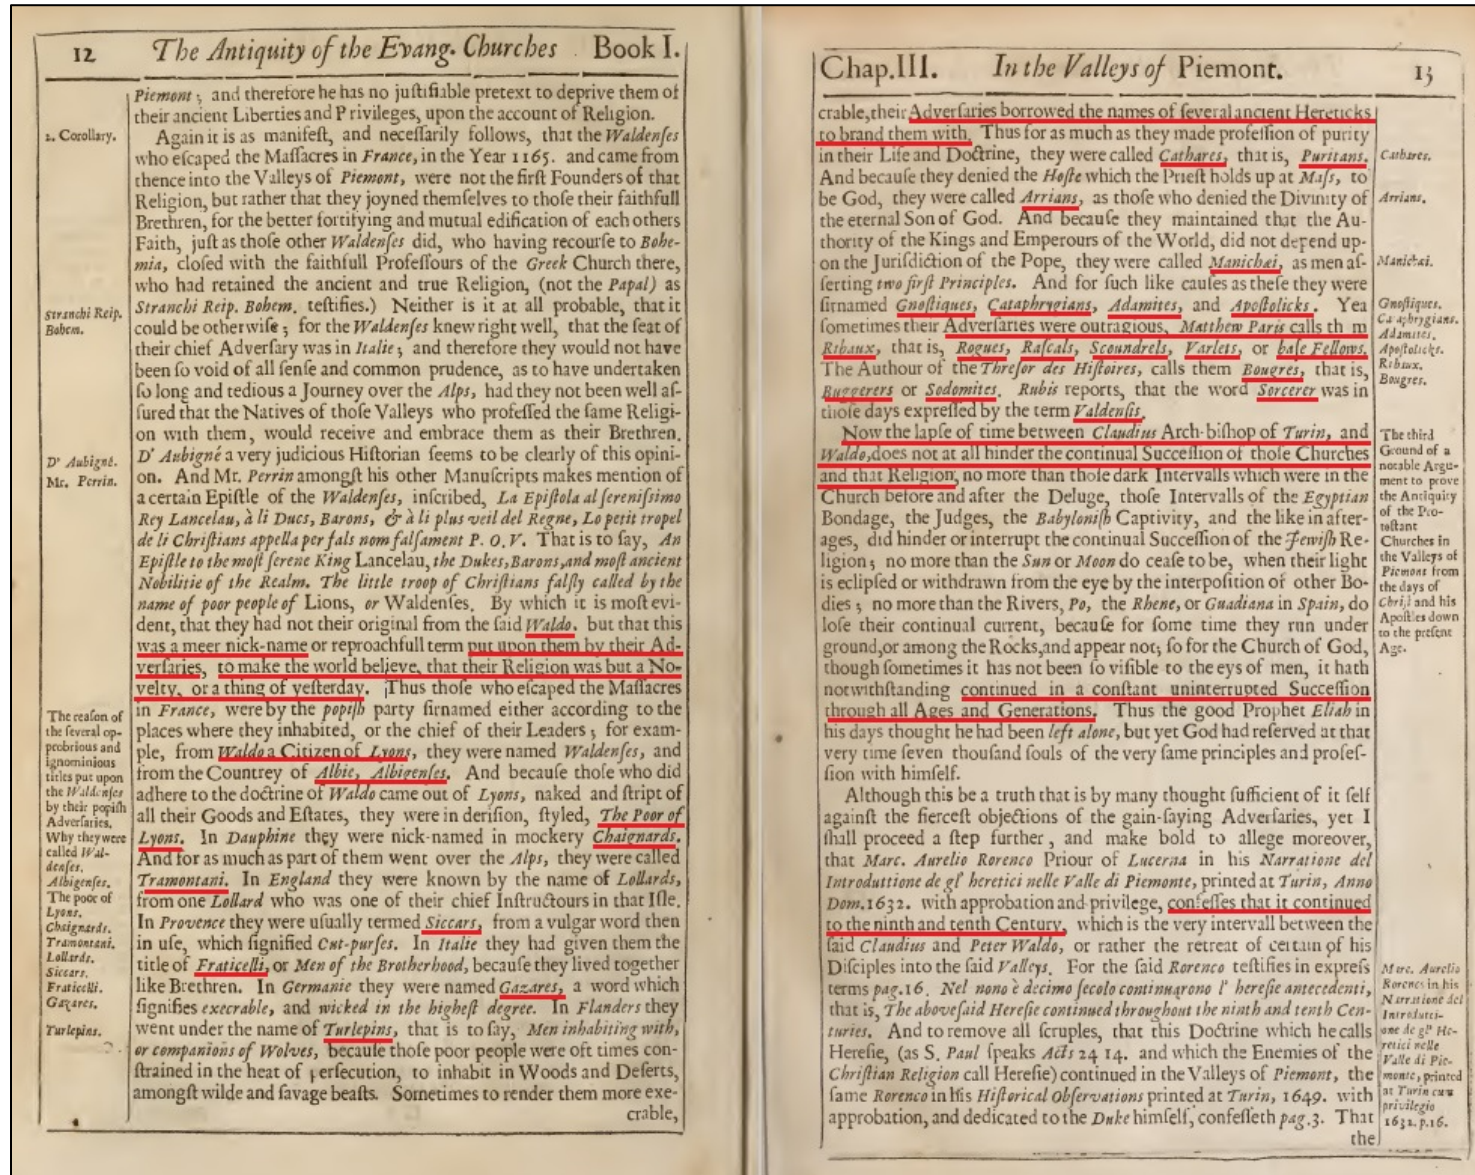 12 The Antiquity of the Evang. Churches Book I.
Piemont; and therefore he has no juſtifiable pretext to deprive them of
their ancient Liberties and Privileges, upon the account of Religion.
Again it is as manifeſt, and neceſſarily follows, that the Waldenſes
who eſcaped the Maſſacres in France, in the Year 1165. and came from
thence into the Valleys of Piemont, were not the firſt Founders of that
Religion, but rather that they joyned themſelves to thoſe their faithfull
Brethren, for the better fortifying and mutual edification of each others
Faith, juſt as thoſe other Waldenſes did, who having recourſe to Bohe-
mia, cloſed with the faithfull Profeſſours of the Greek Church there,
who had retained the ancient and true Religion, (not the Papal) as
Stranchi Reip. Bohem. teſtifies.) Neither is it at all probable, that it
could be otherwiſe; for the Waldenſes knew right well, that the ſeat of
their chief Adverſary was in Italie; and therefore they would not have
been ſo void of all ſenſe and common prudence, as to have undertaken
ſo long and tedious a Journey over the Alps, had they not been well aſ-
ſured that the Natives of thoſe Valleys who profeſſed the ſame Religi-
on with them, would receive and embrace them as their Brethren.
D' Aubigné a very judicious Hiſtorian ſeems to be clearly of this opini-
on. And Mr. Perrin amongſt his other Manuſcripts makes mention of
a certain Epiſtle of the Waldenſes, inſcribed, La Epiſtola al ſereniſsimo
Rey Lancelau, à li Ducs, Barons, & à li plus veil del Regne, Lo petit tropel
de li Chriſtians appella per fals nom falſament P. O. V. That is to ſay, An
Epiſtle to the moſt ſerene King Lancelau, the Dukes, Barons, and moſt ancient
Nobilitie of the Realm. The little troop of Chriſtians falſly called by the
name of poor people of Lions, or Waldenſes. By which it is moſt evi-
dent, that they had not their original from the ſaid Waldo. but that this
was a meer nick-name or reproachfull term put upon them by their Ad-
verſaries, to make the world believe, that their Religion was but a No-
velty, or a thing of yeſterday. Thus thoſe who eſcaped the Maſſacres
in France, were by the popiſh party ſirnamed either according to the
places where they inhabited, or the chief of their Leaders; for exam-
ple, from Waldo a Citizen of Lyons, they were named Waldenſes, and
from the Countrey of Albie, Albigenſes. And becauſe thoſe who did
adhere to the doctrine of Waldo came out of Lyons, naked and ſtript of
all their Goods and Eſtates, they were in deriſion, ſtyled, The Poor of
Lyons. In Dauphine they were nick-named in mockery Chaignards.
And for as much as part of them went over the Alps, they were called
Tramontani. In England they were known by the name of Lollards,
from one Lollard who was one of their chief Inſtructours in that Iſle.
In Provence they were uſually termed Siccars, from a vulgar word then
in uſe, which ſignified Cut-purſes. In Italie they had given them the
title of Fraticelli, or Men of the Brotherhood, becauſe they lived together
like Brethren. In Germanie they were named Gazares, a word which
ſignifies execrable, and wicked in the higheſt degree. In Flanders they
went under the name of Turlepins, that is to ſay, Men inhabiting with,
or companions of Wolves, becauſe thoſe poor people were oft times con-
ſtrained in the heat of perſecution, to inhabit in Woods and Deſerts,
amongſt wilde and ſavage beaſts. Sometimes to render them more exe-
crable,
2. Corollary.
Stranchi Reip.
Bohem.
D' Aubigné.
Mr. Perrin.
The reaſon of
the ſeveral op-
probrious and
ignominious
titles put upon
the Waldenſes
by their popiſh
Adverſaries.
Why they were
called Wal-
denſes.
Albigenſes.
The poor of
Lyons.
Chaignards.
Tramontani.
Lollards.
Siccars.
Fraticelli.
Gazares.
Turlepins.
Chap.III. In the Valleys of Piemont. 13
crable, their Adverſaries borrowed the names of ſeveral ancient Hereticks
to brand them with. Thus for as much as they made profeſſion of purity
in their Life and Doctrine, they were called Cathares, that is, Puritans.
And becauſe they denied the Hoſte which the Prieſt holds up at Maſs, to
be God, they were called Arrians, as thoſe who denied the Divinity of
the eternal Son of God. And becauſe they maintained that the Au-
thority of the Kings and Emperours of the World, did not depend up-
on the Jurisdiction of the Pope, they were called Manichæi, as men aſ-
ſerting two firſt Principles. And for ſuch like cauſes as theſe they were
ſirnamed Gnoſtiques, Cataphrygians, Adamites, and Apoſtolicks. Yea
ſometimes their Adverſaries were outragious. Matthew Paris calls th m
Ribaux, that is, Rogues, Raſcals, Scoundrels, Varlets, or baſe Fellows.
The Authour of the Threſor des Hiſtoires, calls them Bougres, that is,
Buggerers or Sodomites. Rubis reports, that the word Sorcerer was in
thoſe days expreſſed by the term Valdenſis.
Now the lapſe of time between Claudius Arch-biſhop of Turin, and
Waldo, does not at all hinder the continual Succeſſion of thoſe Churches
and that Religion, no more than thoſe dark Intervalls which were in the
Church before and after the Deluge, thoſe Intervals of the Egyptian
Bondage, the Judges, the Babyloniſh Captivity, and the like in after-
ages, did hinder or interrupt the continual Succeſſion of the Jewiſh Re-
ligion; no more than the Sun or Moon do ceaſe to be, when their light
is eclipſed or withdrawn from the eye by the interpoſition of other Bo-
dies; no more than the Rivers, Po, the Rhene, or Guadiana in Spain, do
loſe their continual current, becauſe for ſome time they run under
ground, or among the Rocks, and appear not; ſo for the Church of God,
though ſometimes it has not been ſo viſible to the eys of men, it hath
notwithſtanding continued in a conſtant uninterrupted Succeſſion
through all Ages and Generations. Thus the good Prophet Eliah in
his days thought he had been left alone, but yet God had reſerved at that
very time ſeven thouſand ſouls of the very ſame principles and profeſ-
ſion with himſelf.
Although this be a truth that is by many thought ſufficient of it ſelf
againſt the fierceſt objections of the gain-ſaying Adverſaries, yet I
ſhall proceed a ſtep further, and make bold to allege moreover,
that Marc. Aurelio Rorenco Priour of Lucerna in his Narratione del
Introduttione de gl' heretici nelle Valle di Piemonte, printed at Turin, Anno
Dom. 1632. with approbation and privilege, confeſſes that it continued
to the ninth and tenth Century, which is the very intervall between the
ſaid Claudius and Peter Waldo, or rather the retreat of certain of his
Diſciples into the ſaid Valleys. For the ſaid Rorenco teſtifies in expreſs
terms pag.16. Nel nono è decimo ſecolo continuarono l' hereſie antecedenti,
that is, The aboveſaid Hereſie continued throughout the ninth and tenth Cen-
turies. And to remove all ſcruples, that this Doctrine which he calls
Hereſie, (as S. Paul ſpeaks Acts 24 14. and which the Enemies of the
Chriſtian Religion call Hereſie) continued in the Valleys of Piemont, the
ſame Rorenco in his Hiſtorical Obſervations printed at Turin, 1649. with
approbation, and dedicated to the Duke himſelf, confeſſeth pag.3. That
the
Cathares.
Arrians.
Manichæi.
Gnoſtiques.
Cataphrygians.
Adamites.
Apoſtolicks.
Ribaux.
Bougres.
The third
Ground of a
notable Argu-
ment to prove
the Antiquity
of the Pro-
teſtant
Churches in
the Valleys of
Piemont from
the days of
Chriſt and his
Apoſtles down
to the preſent
Age.
Marc. Aurelio
Rorenco in his
Narratione del
Introdutti-
one de gl' He-
retici nelle
Valle di Pie-
monte, printed
at Turin cum
privilegio
1632. p.16.